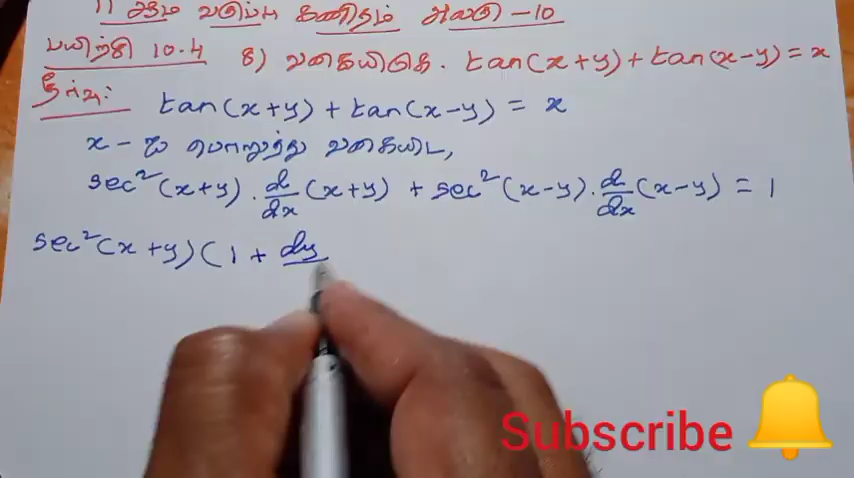 11 ஆம் வகுப்பு கணிதம் அலகு - 10
பயிற்சி 10.4 8) வகையிடுக. tan(x+y) + tan(x-y) = x
தீர்வு:
tan(x+y) + tan(x-y) = x
x - ஐ பொறுத்து வகையிட,
sec²(x+y) . d/dx (x+y) + sec²(x-y) . d/dx (x-y) = 1
sec²(x+y) (1 + dy
Subscribe